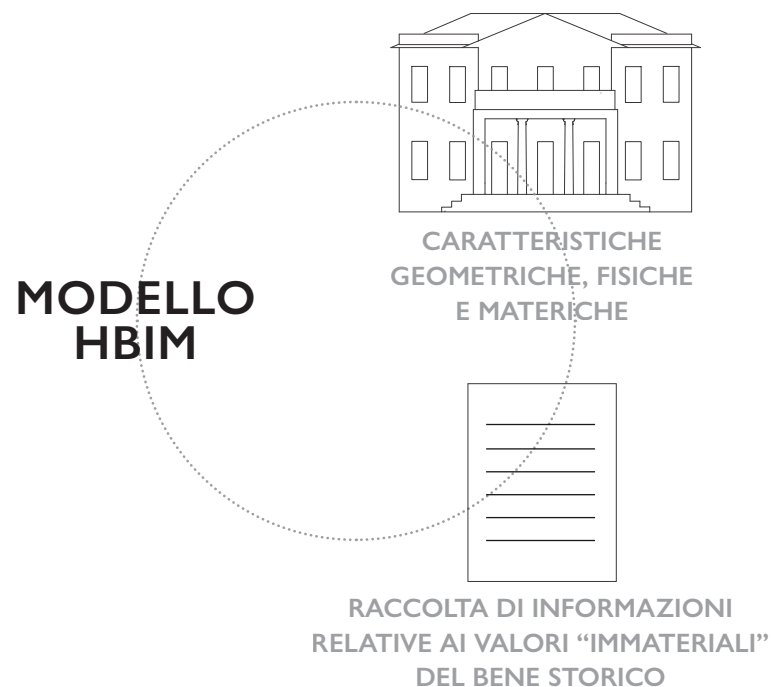 CARATTERISTICHE
GEOMETRICHE, FISICHE
E MATERICHE
MODELLO
HBIM
RACCOLTA DI INFORMAZIONI
RELATIVE AI VALORI “IMMATERIALI”
DEL BENE STORICO